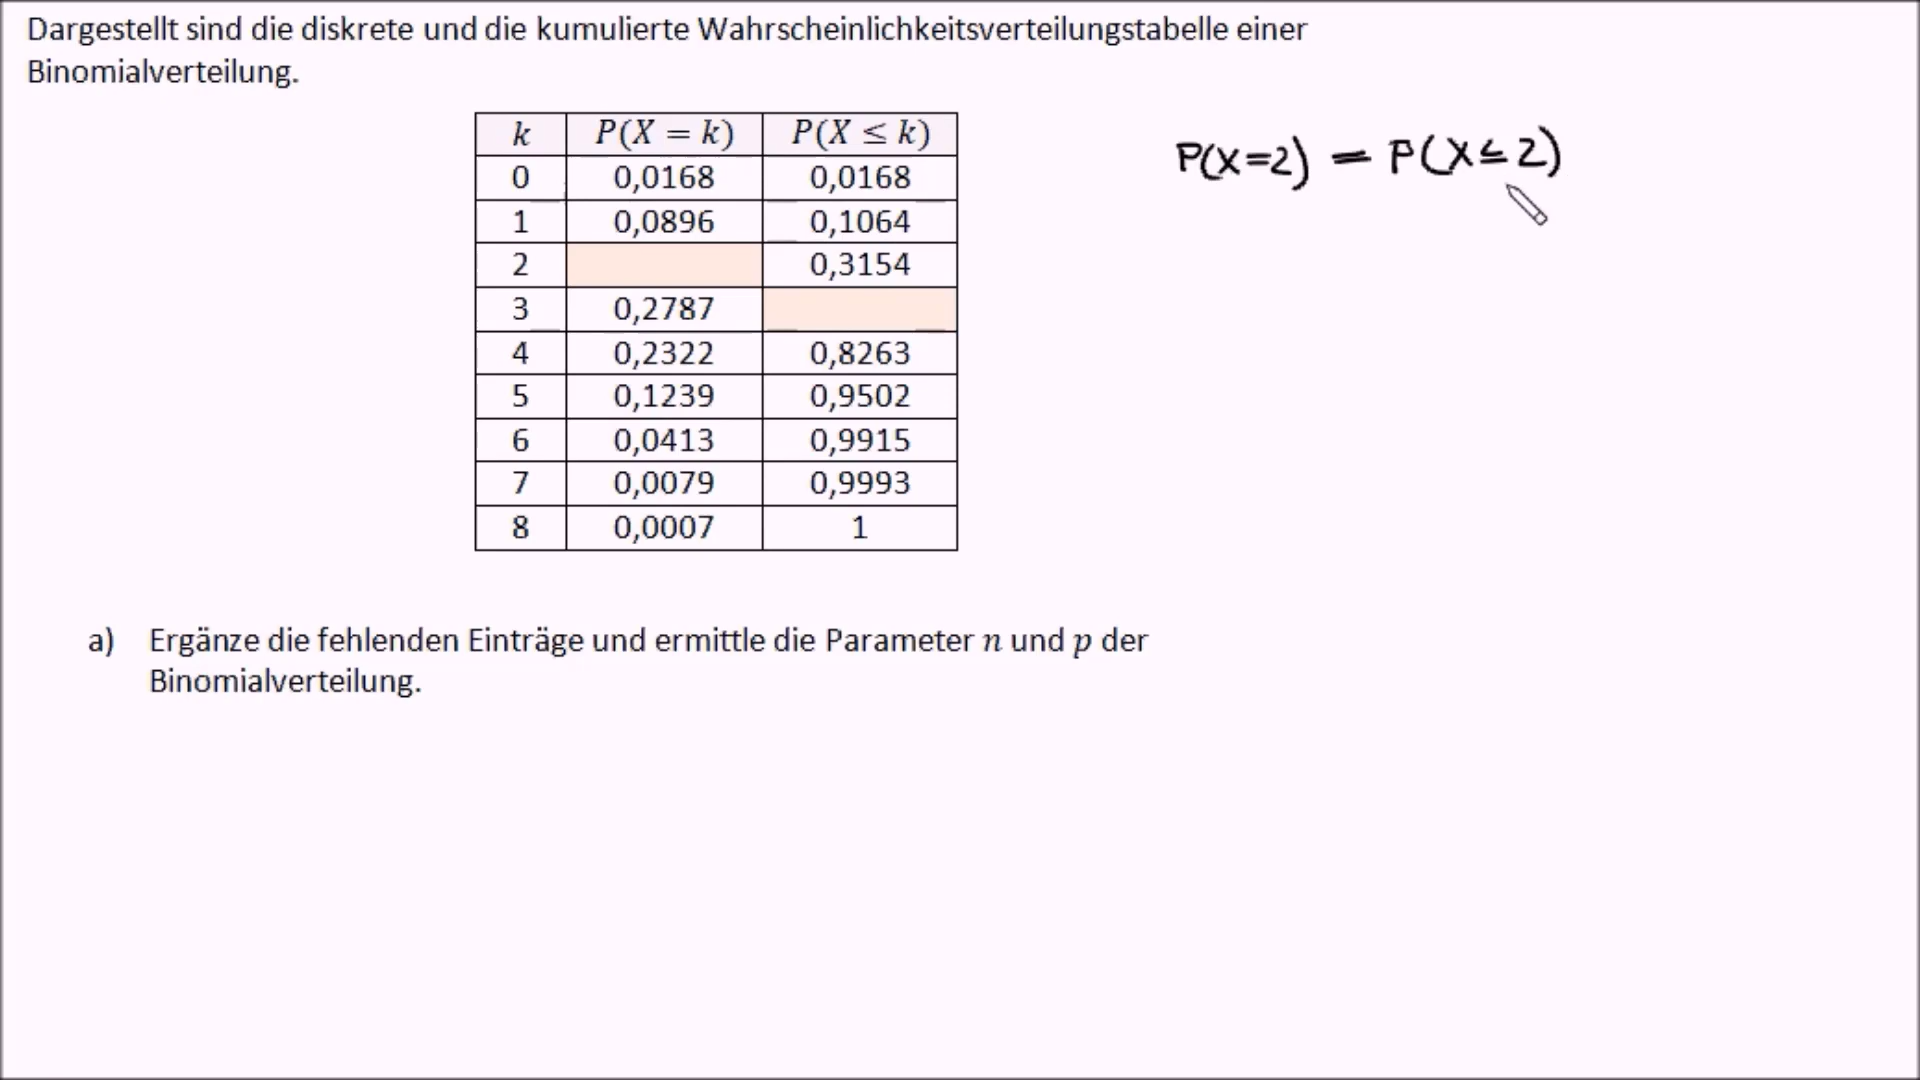 Dargestellt sind die diskrete und die kumulierte Wahrscheinlichkeitsverteilungstabelle einer
Binomialverteilung.
k P(X = k) P(X ≤ k)
0 0,0168 0,0168
1 0,0896 0,1064
2 0,3154
3 0,2787
4 0,2322 0,8263
5 0,1239 0,9502
6 0,0413 0,9915
7 0,0079 0,9993
8 0,0007 1
P(X=2) = P(X≤2)
a) Ergänze die fehlenden Einträge und ermittle die Parameter n und p der
Binomialverteilung.